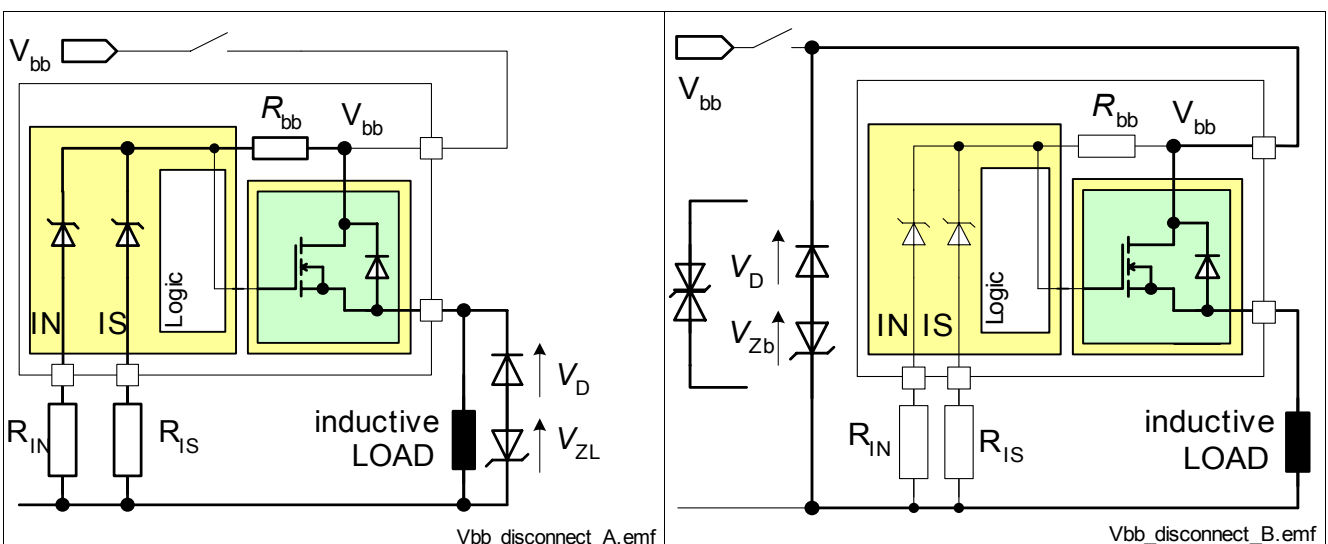 Vbb
Rbb
Vbb
Logic
IN
IS
VD
RIN
RIS
inductive
LOAD
VZL
Vbb_disconnect_A.emf
Vbb
Rbb
Vbb
Logic
IN
IS
VD
VZb
RIN
RIS
inductive
LOAD
Vbb_disconnect_B.emf